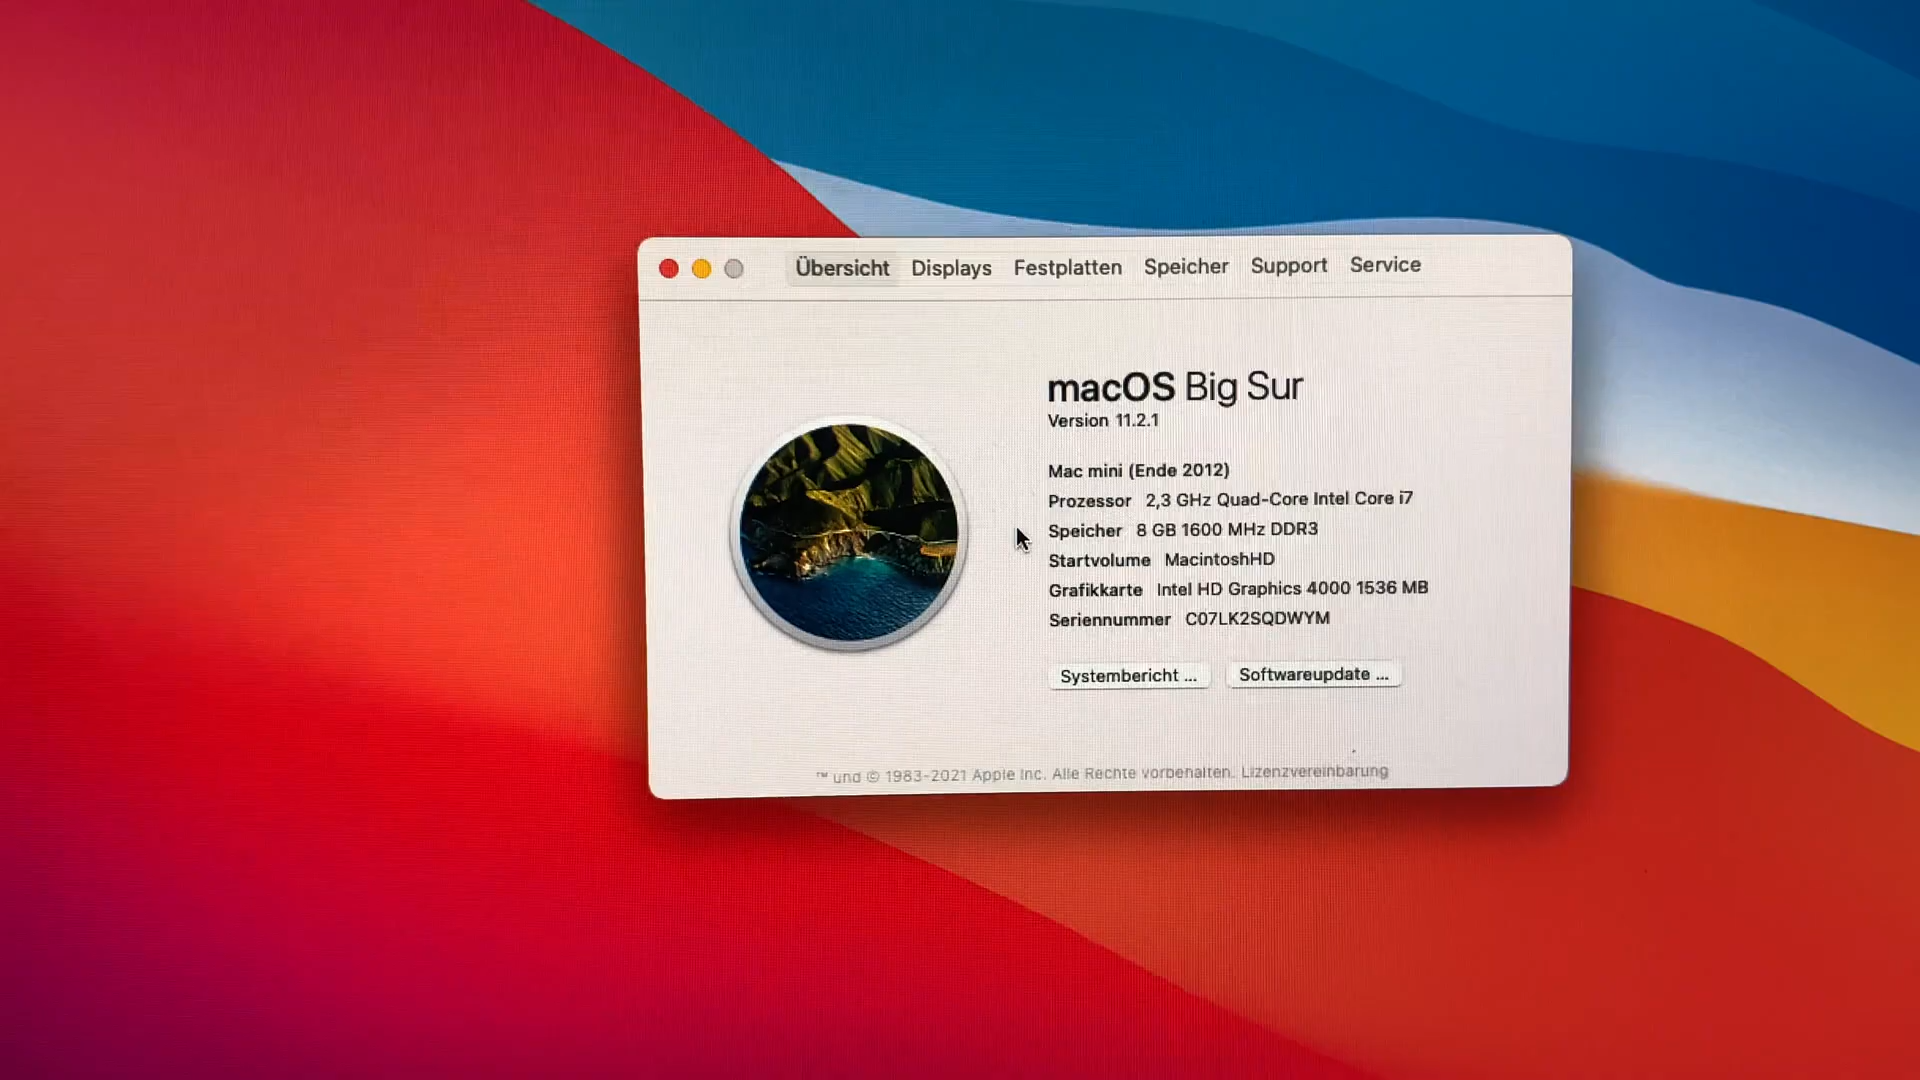 Übersicht Displays Festplatten Speicher Support Service
macOS Big Sur
Version 11.2.1
Mac mini (Ende 2012)
Prozessor 2,3 GHz Quad-Core Intel Core i7
Speicher 8 GB 1600 MHz DDR3
Startvolume MacintoshHD
Grafikkarte Intel HD Graphics 4000 1536 MB
Seriennummer C07LK2SQDWYM
Systembericht ... Softwareupdate ...
™ und © 1983-2021 Apple Inc. Alle Rechte vorbehalten. Lizenzvereinbarung